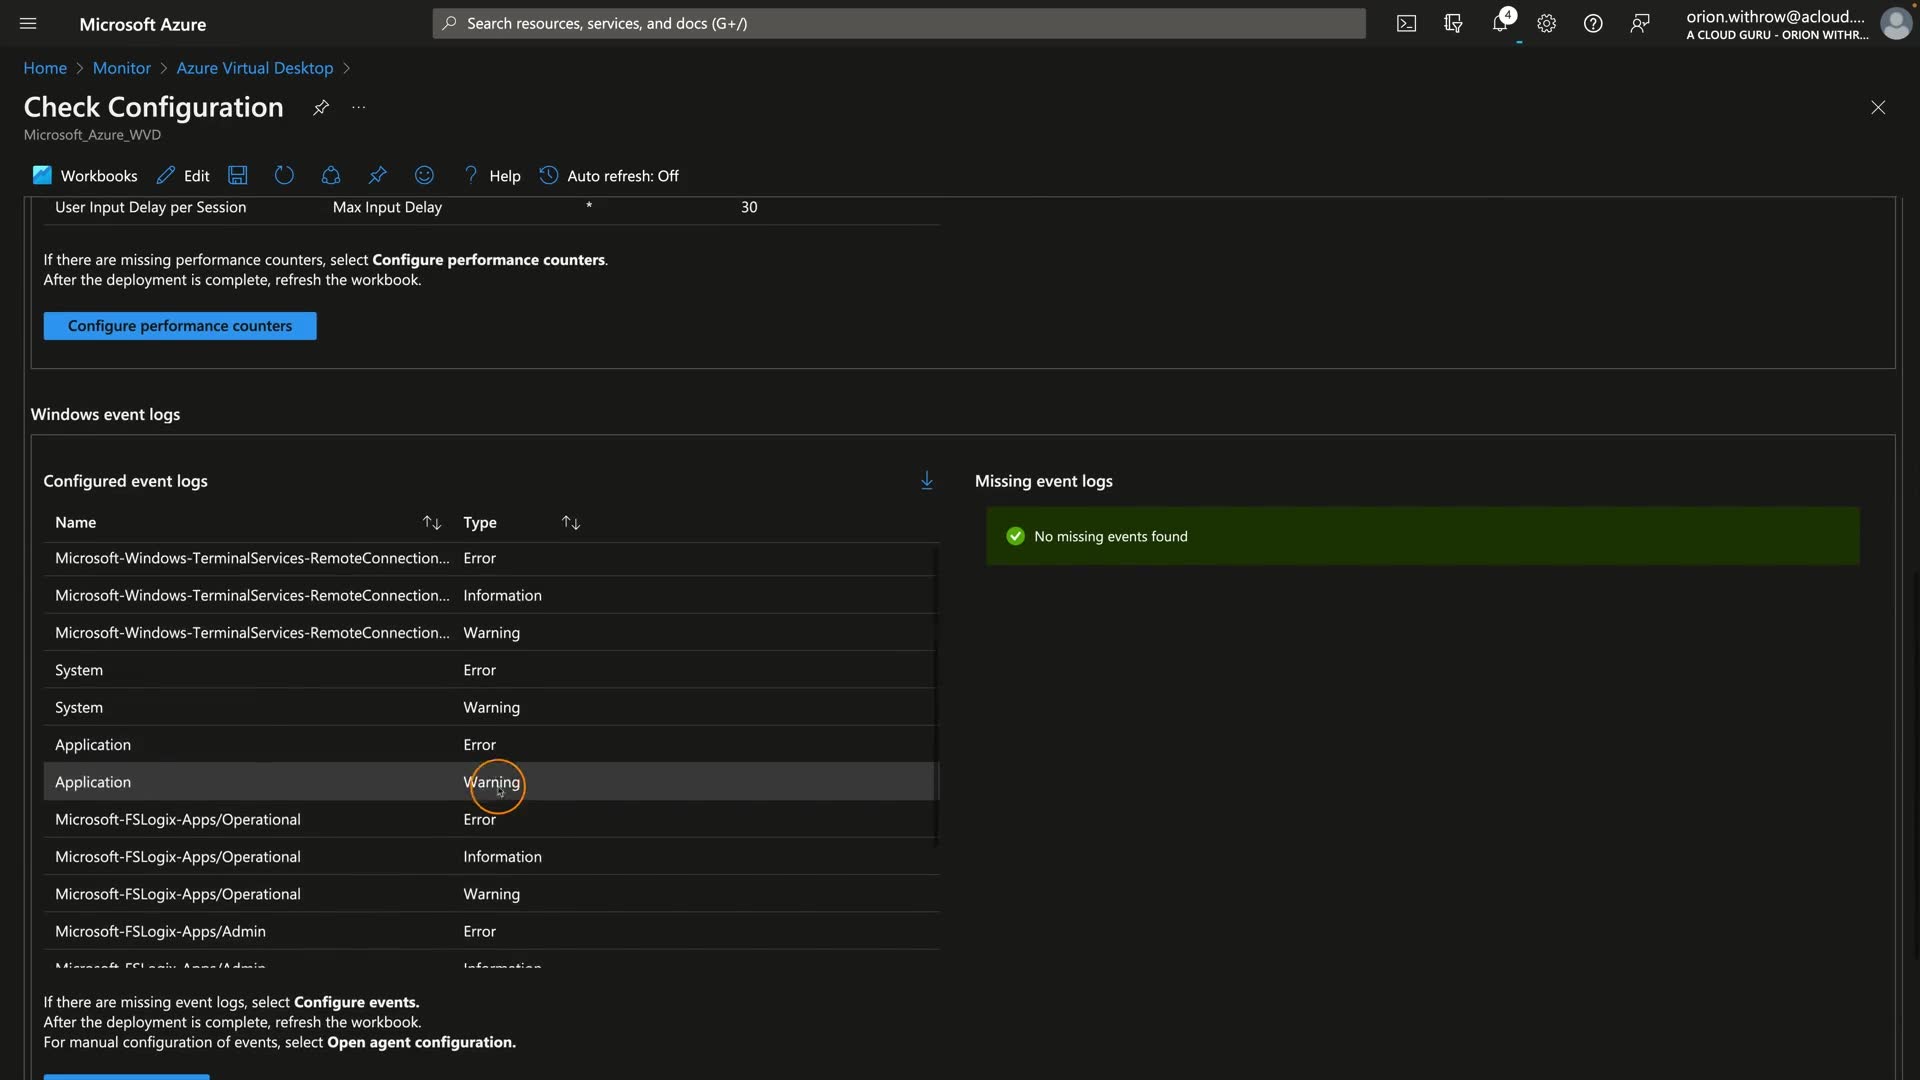 Microsoft Azure
Search resources, services, and docs (G+/)
4
orion.withrow@acloud....
A CLOUD GURU - ORION WITHR...
Home > Monitor > Azure Virtual Desktop >
Check Configuration
Microsoft_Azure_WVD
Workbooks Edit Help Auto refresh: Off
User Input Delay per Session Max Input Delay * 30
If there are missing performance counters, select Configure performance counters.
After the deployment is complete, refresh the workbook.
Configure performance counters
Windows event logs
Configured event logs
Missing event logs
Name Type
No missing events found
Microsoft-Windows-TerminalServices-RemoteConnection... Error
Microsoft-Windows-TerminalServices-RemoteConnection... Information
Microsoft-Windows-TerminalServices-RemoteConnection... Warning
System Error
System Warning
Application Error
Application Warning
Microsoft-FSLogix-Apps/Operational Error
Microsoft-FSLogix-Apps/Operational Information
Microsoft-FSLogix-Apps/Operational Warning
Microsoft-FSLogix-Apps/Admin Error
Microsoft-FSLogix-Apps/Admin Information
If there are missing event logs, select Configure events.
After the deployment is complete, refresh the workbook.
For manual configuration of events, select Open agent configuration.